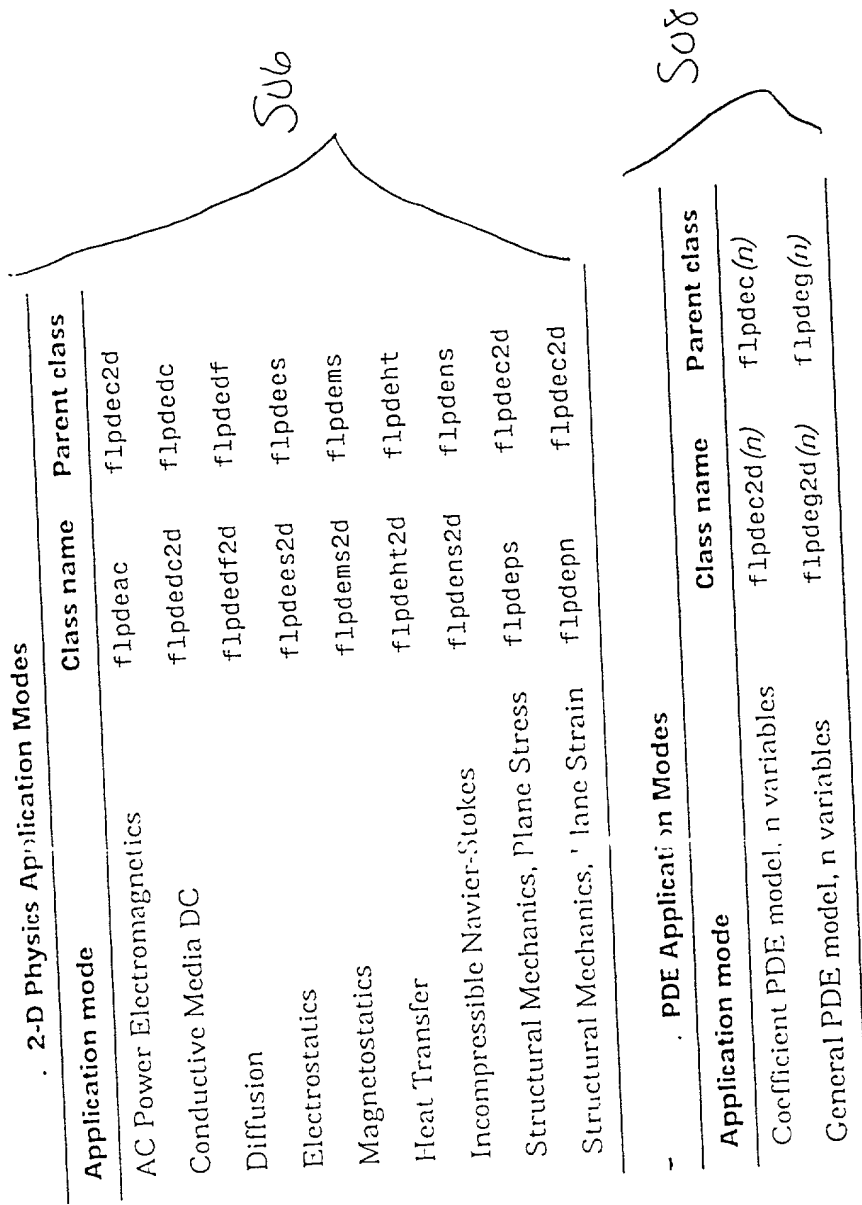 2-D Physics Application Modes
Application mode Class name Parent class
AC Power Electromagnetics flpdeac flpdec2d
Conductive Media DC flpdedc2d flpdedc
Diffusion flpdedf2d flpdedf
Electrostatics flpdees2d flpdees
Magnetostatics flpdems2d flpdems
Heat Transfer flpdeht2d flpdeht
Incompressible Navier-Stokes flpdens2d flpdens
Structural Mechanics, Plane Stress flpdeps flpdec2d
Structural Mechanics, lane Strain flpdepn flpdec2d
506
PDE Application Modes
Application mode Class name Parent class
Coefficient PDE model, n variables flpdec2d(n) flpdec(n)
General PDE model, n variables flpdeg2d(n) flpdeg(n)
508